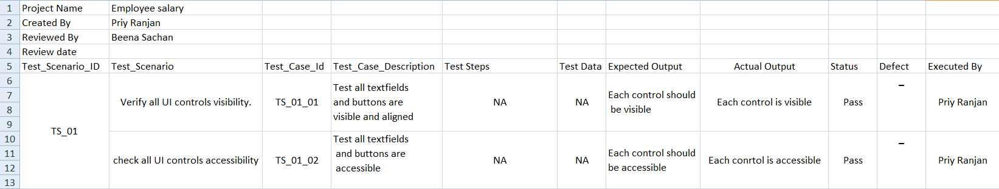 1 Project Name Employee salary
2 Created By Priy Ranjan
3 Reviewed By Beena Sachan
4 Review date
5 Test_Scenario_ID Test_Scenario Test_Case_Id Test_Case_Description Test Steps Test Data Expected Output Actual Output Status Defect Executed By
6
7
8
9
TS_01
Verify all UI controls visibility.
TS_01_01
Test all textfields
and buttons are
visible and aligned
NA
NA
Each control should
be visible
Each control is visible
Pass
–
Priy Ranjan
10
11
12
13
check all UI controls accessibility
TS_01_02
Test all textfields
and buttons are
accessible
NA
NA
Each control should
be accessible
Each conrtol is accessible
Pass
–
Priy Ranjan